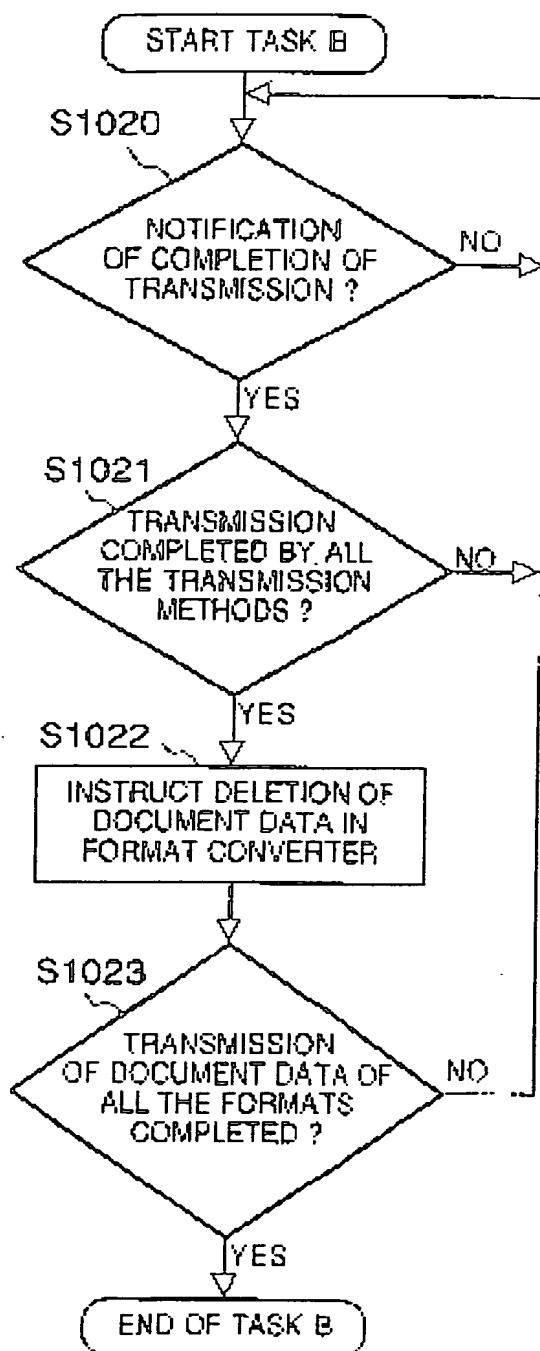 START TASK B
S1020
NOTIFICATION
OF COMPLETION OF
TRANSMISSION ?
NO
YES
S1021
TRANSMISSION
COMPLETED BY ALL
THE TRANSMISSION
METHODS ?
NO
YES
S1022
INSTRUCT DELETION OF
DOCUMENT DATA IN
FORMAT CONVERTER
S1023
TRANSMISSION
OF DOCUMENT DATA OF
ALL THE FORMATS
COMPLETED ?
NO
YES
END OF TASK B